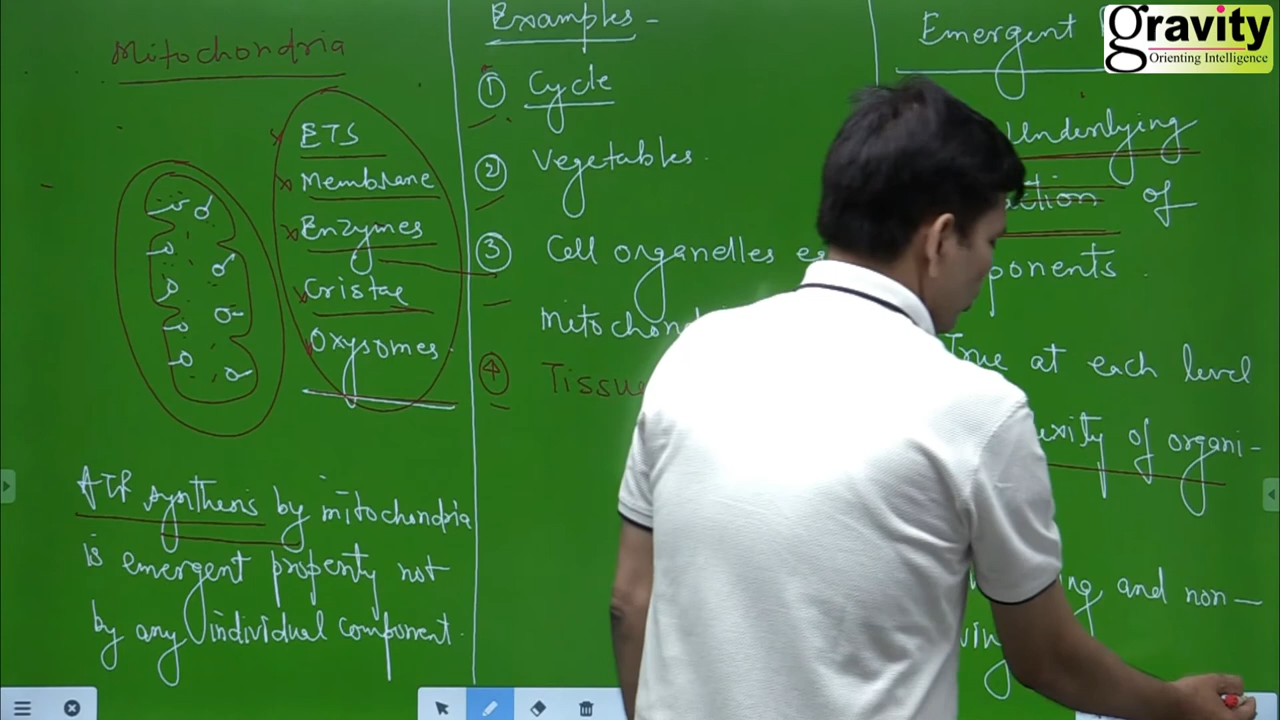 Mitochondria
ETS
Membrane
Enzymes
Cristae
Oxysomes
ATP synthesis by mitochondria
is emergent property not
by any individual component.
Examples -
① Cycle
② Vegetables.
③ Cell organelles
④ Tissue
Emergent
gravity
Orienting Intelligence
Underlying
of
True at each level
of organi-
and non-